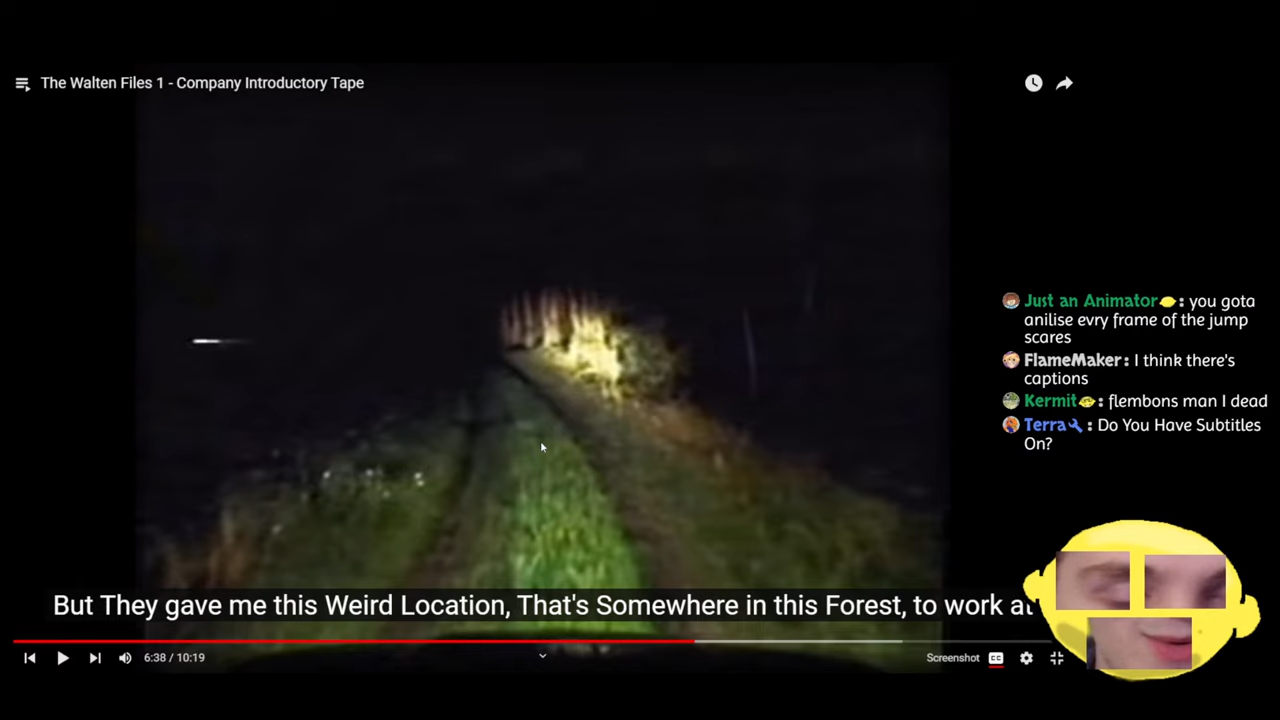 The Walten Files 1 - Company Introductory Tape
Just an Animator: you gota
anilise evry frame of the jump
scares
FlameMaker: I think there's
captions
Kermit: flembons man I dead
Terra: Do You Have Subtitles
On?
But They gave me this Weird Location, That's Somewhere in this Forest, to work at
6:38 / 10:19
Screenshot
CC